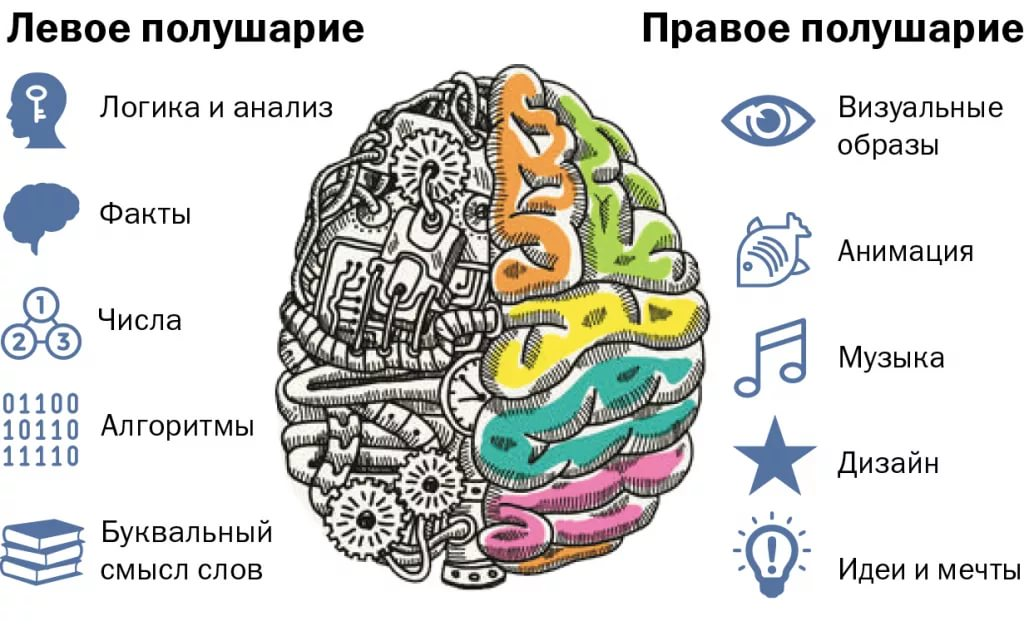 Левое полушарие
Логика и анализ
Факты
1
2 3
Числа
01100
10110
11110
Алгоритмы
Буквальный
смысл слов
Правое полушарие
Визуальные
образы
Анимация
Музыка
Дизайн
Идеи и мечты